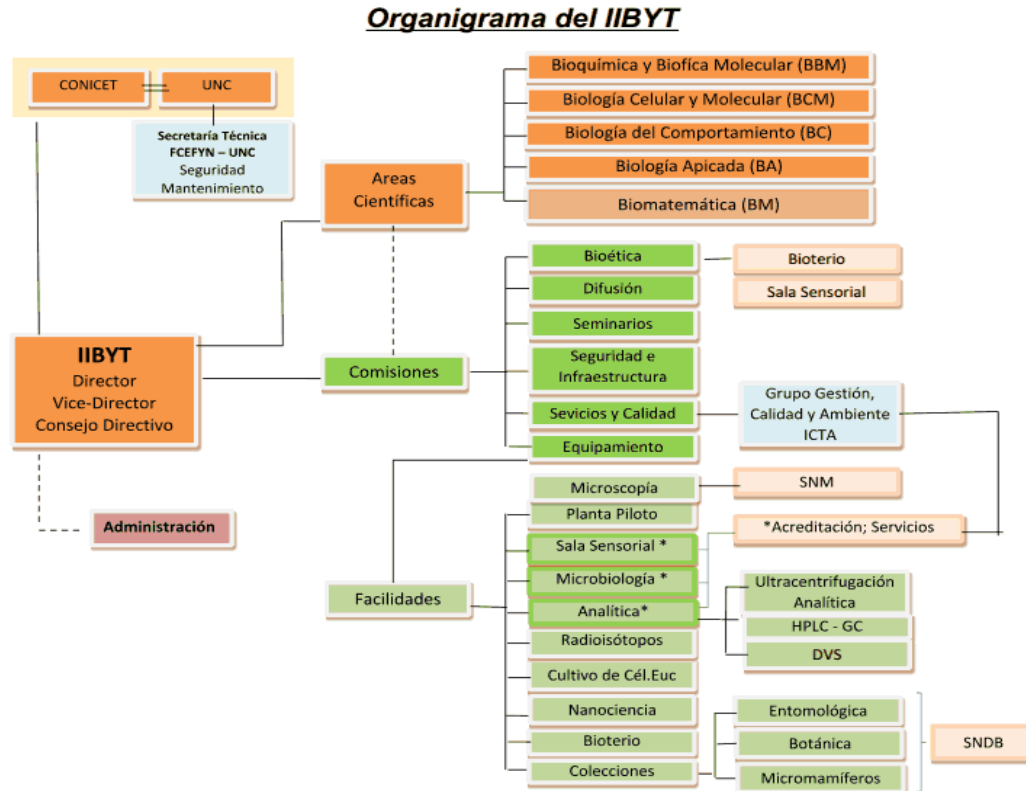 Organigrama del IIBYT
CONICET
UNC
Secretaría Técnica
FCEFYN – UNC
Seguridad
Mantenimiento
Areas
Científicas
Bioquímica y Biofíca Molecular (BBM)
Biología Celular y Molecular (BCM)
Biología del Comportamiento (BC)
Biología Apicada (BA)
Biomatemática (BM)
IIBYT
Director
Vice-Director
Consejo Directivo
Administración
Comisiones
Bioética
Difusión
Seminarios
Seguridad e
Infraestructura
Sevicios y Calidad
Equipamiento
Bioterio
Sala Sensorial
Grupo Gestión,
Calidad y Ambiente
ICTA
Facilidades
Microscopía
Planta Piloto
Sala Sensorial *
Microbiología *
Analítica*
Radioisótopos
Cultivo de Cél.Euc
Nanociencia
Bioterio
Colecciones
SNM
*Acreditación; Servicios
Ultracentrifugación
Analítica
HPLC - GC
DVS
Entomológica
Botánica
Micromamíferos
SNDB